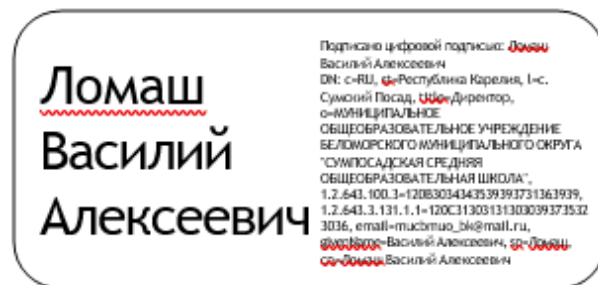 Ломаш
Василий
Алексеевич
Подписано цифровой подписью: Ломаш
Василий Алексеевич
DN: c=RU, st=Республика Карелия, l=с.
Сумский Посад, title=Директор,
o=МУНИЦИПАЛЬНОЕ
ОБЩЕОБРАЗОВАТЕЛЬНОЕ УЧРЕЖДЕНИЕ
БЕЛОМОРСКОГО МУНИЦИПАЛЬНОГО ОКРУГА
"СУМПОСАДСКАЯ СРЕДНЯЯ
ОБЩЕОБРАЗОВАТЕЛЬНАЯ ШКОЛА",
1.2.643.100.3=120B3034343539393731363939,
1.2.643.3.131.1.1=120C31303131303039373532
3036, email=mucbmuo_bk@mail.ru,
givenName=Василий Алексеевич, sn=Ломаш,
cn=Ломаш Василий Алексеевич